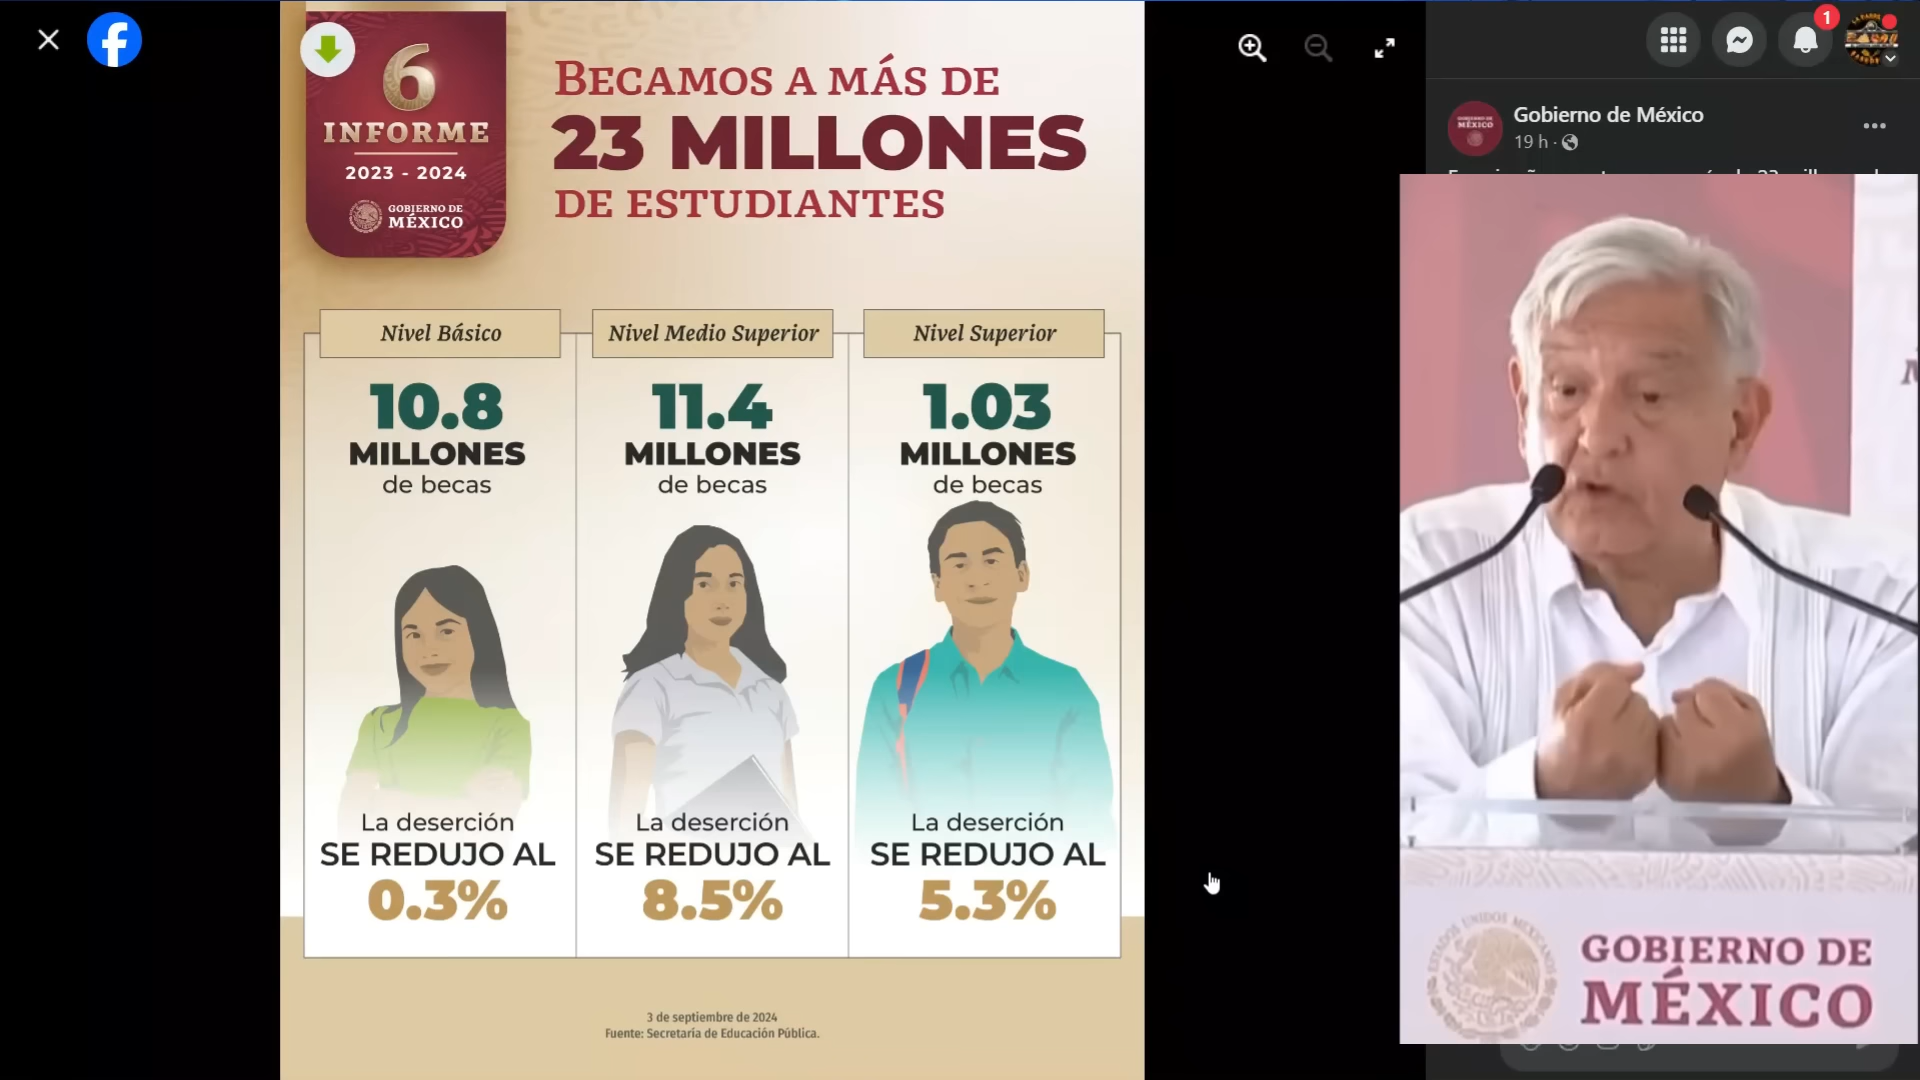 6
INFORME
2023 - 2024
GOBIERNO DE
MÉXICO
BECAMOS A MÁS DE
23 MILLONES
DE ESTUDIANTES
Nivel Básico
10.8
MILLONES
de becas
La deserción
SE REDUJO AL
0.3%
Nivel Medio Superior
11.4
MILLONES
de becas
La deserción
SE REDUJO AL
8.5%
Nivel Superior
1.03
MILLONES
de becas
La deserción
SE REDUJO AL
5.3%
3 de septiembre de 2024
Fuente: Secretaría de Educación Pública.
1
Gobierno de México
19 h ·
ESTADOS UNIDOS MEXICANOS
GOBIERNO DE
MÉXICO